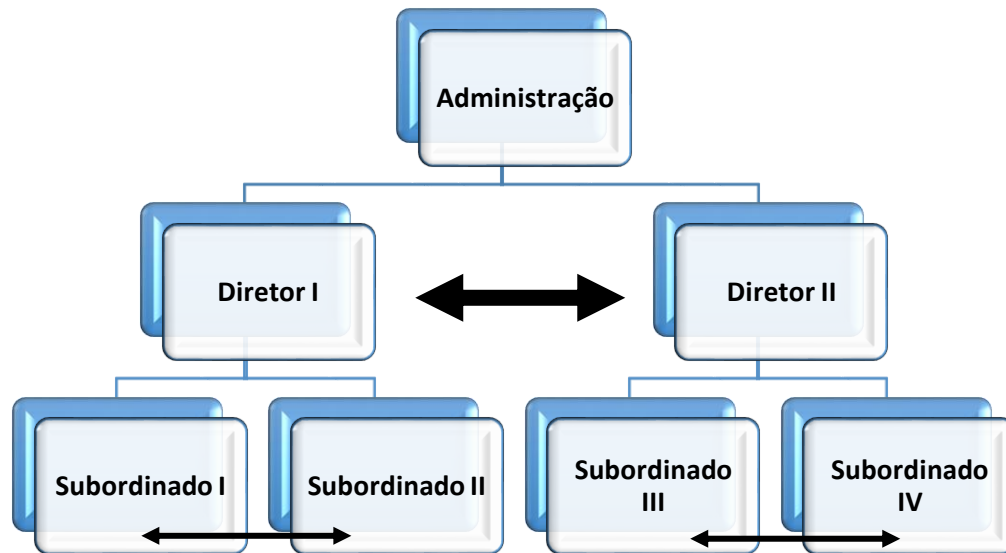 Administração
Diretor I
Diretor II
Subordinado I
Subordinado II
Subordinado
III
Subordinado
IV